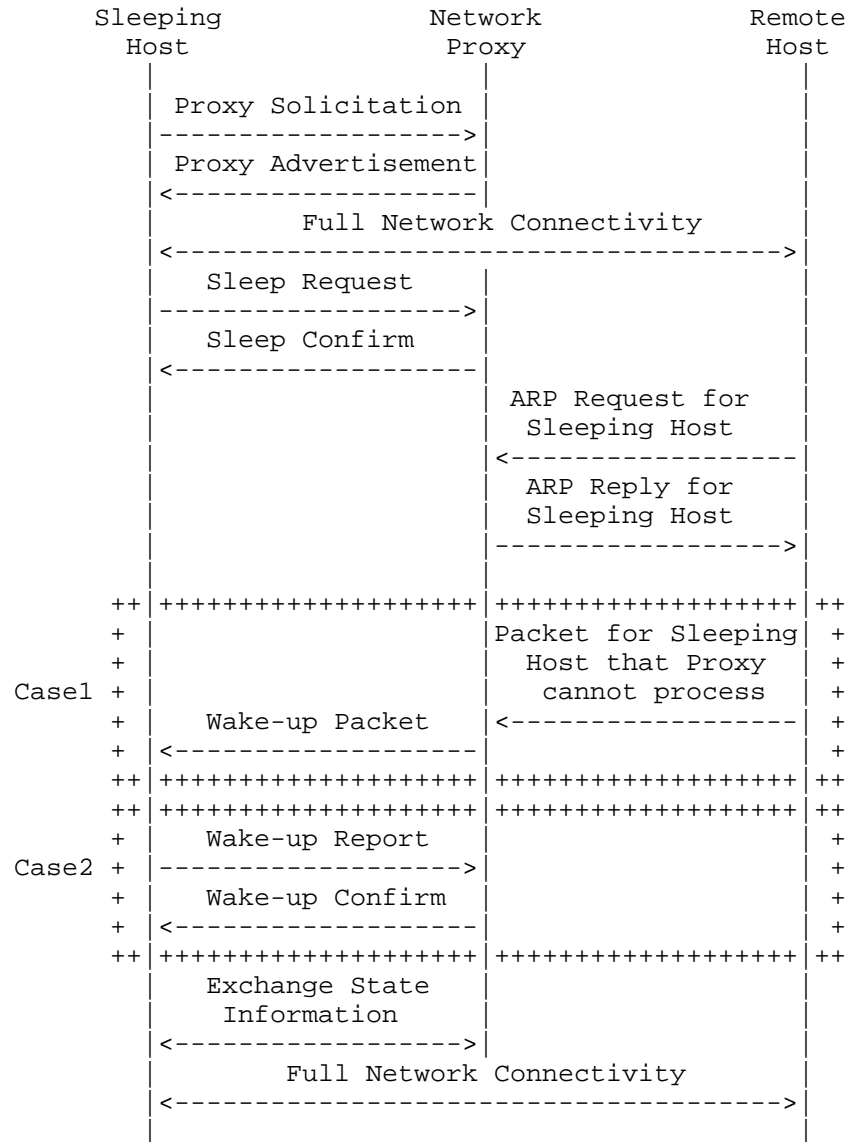 Sleeping Network Remote
Host Proxy Host
Proxy Solicitation
Proxy Advertisement
Full Network Connectivity
Sleep Request
Sleep Confirm
ARP Request for
Sleeping Host
ARP Reply for
Sleeping Host
Packet for Sleeping
Host that Proxy
Case1 cannot process
Wake-up Packet
Wake-up Report
Case2
Wake-up Confirm
Exchange State
Information
Full Network Connectivity